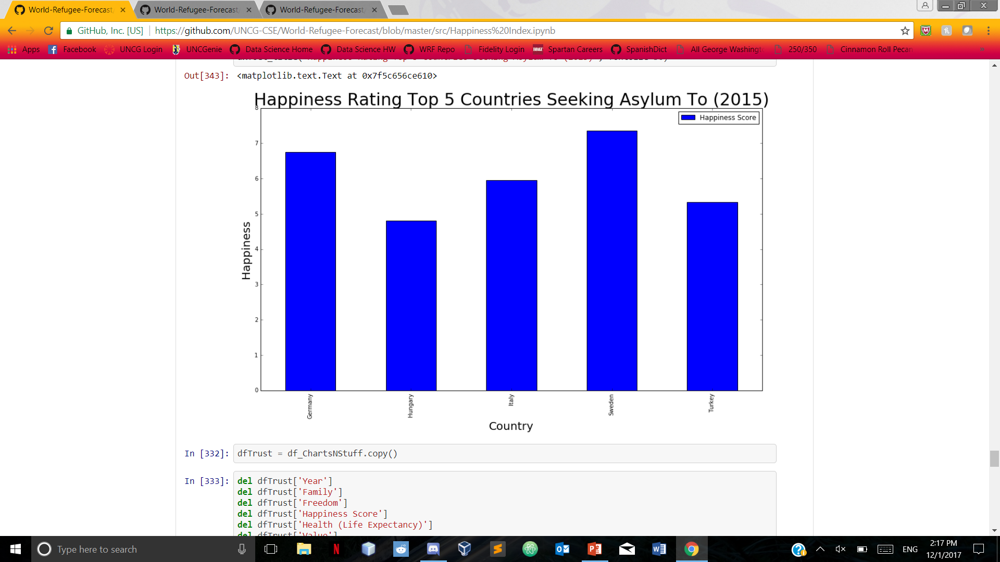 World-Refugee-Forecast
World-Refugee-Forecast
World-Refugee-Forecast
GitHub, Inc. [US]
https://github.com/UNCG-CSE/World-Refugee-Forecast/blob/master/src/Happiness%20Index.ipynb
Apps
Facebook
UNCG Login
UNCGenie
Data Science Home
Data Science HW
WRF Repo
Fidelity Login
Spartan Careers
SpanishDict
All George Washingt
250/350
Cinnamon Roll Pecan
Out[343]: <matplotlib.text.Text at 0x7f5c656ce610>
Happiness Rating Top 5 Countries Seeking Asylum To (2015)
Happiness Score
8
7
6
5
4
3
2
1
0
Happiness
Germany
Hungary
Italy
Sweden
Turkey
Country
In [332]: dfTrust = df_ChartsNStuff.copy()
In [333]: del dfTrust['Year']
del dfTrust['Family']
del dfTrust['Freedom']
del dfTrust['Happiness Score']
del dfTrust['Health (Life Expectancy)']
del dfTrust['Value']
Type here to search
ENG
2:17 PM
12/1/2017